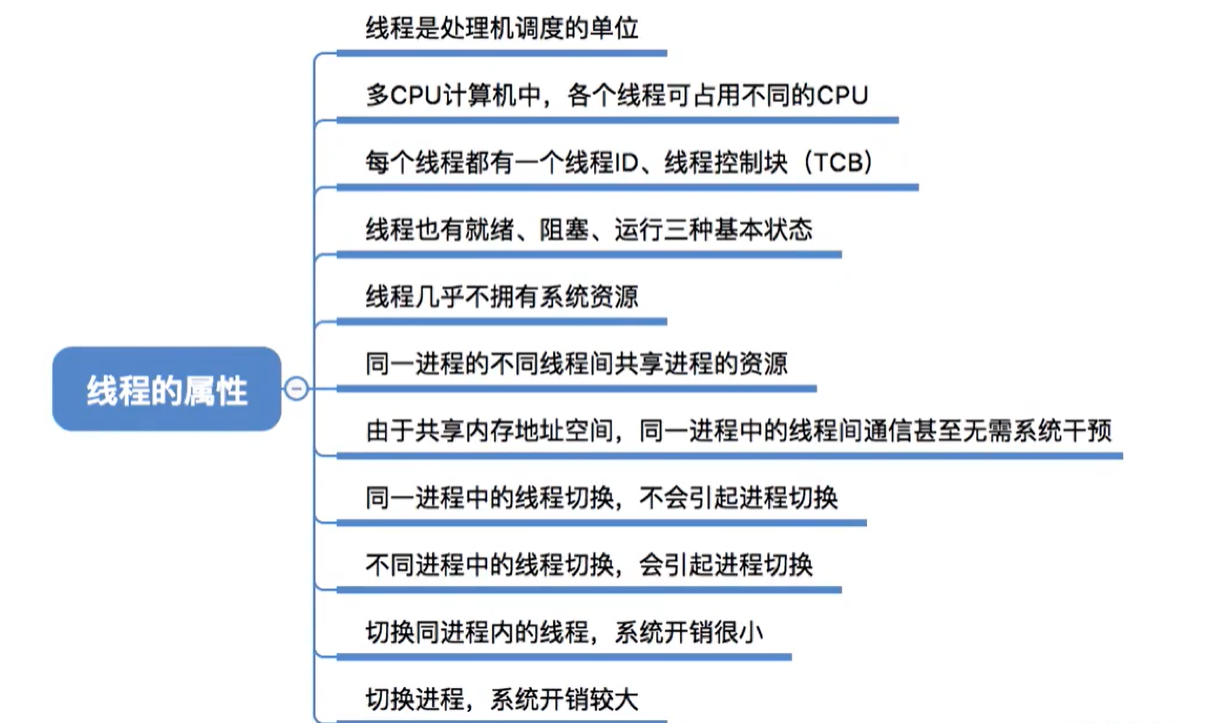 线程是处理机调度的单位
多CPU计算机中，各个线程可占用不同的CPU
每个线程都有一个线程ID、线程控制块（TCB）
线程也有就绪、阻塞、运行三种基本状态
线程几乎不拥有系统资源
同一进程的不同线程间共享进程的资源
线程的属性
由于共享内存地址空间，同一进程中的线程间通信甚至无需系统干预
同一进程中的线程切换，不会引起进程切换
不同进程中的线程切换，会引起进程切换
切换同进程内的线程，系统开销很小
切换进程，系统开销较大